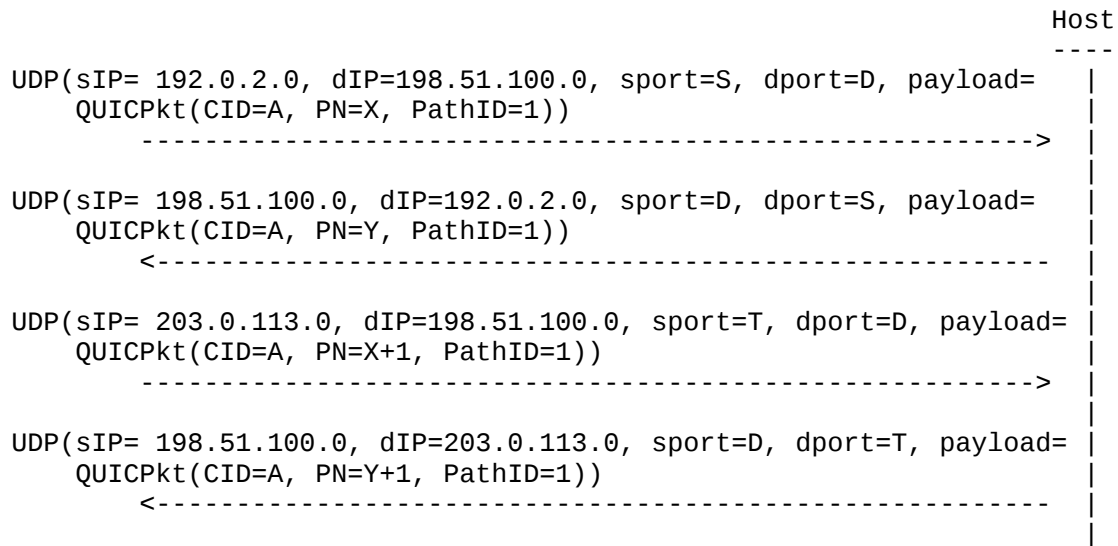 Host
----
UDP(sIP= 192.0.2.0, dIP=198.51.100.0, sport=S, dport=D, payload= |
QUICPkt(CID=A, PN=X, PathID=1)) |
--------------------------------------------------------> |
|
UDP(sIP= 198.51.100.0, dIP=192.0.2.0, sport=D, dport=S, payload= |
QUICPkt(CID=A, PN=Y, PathID=1)) |
<-------------------------------------------------------- |
|
UDP(sIP= 203.0.113.0, dIP=198.51.100.0, sport=T, dport=D, payload= |
QUICPkt(CID=A, PN=X+1, PathID=1)) |
--------------------------------------------------------> |
|
UDP(sIP= 198.51.100.0, dIP=203.0.113.0, sport=D, dport=T, payload= |
QUICPkt(CID=A, PN=Y+1, PathID=1)) |
<-------------------------------------------------------- |
|